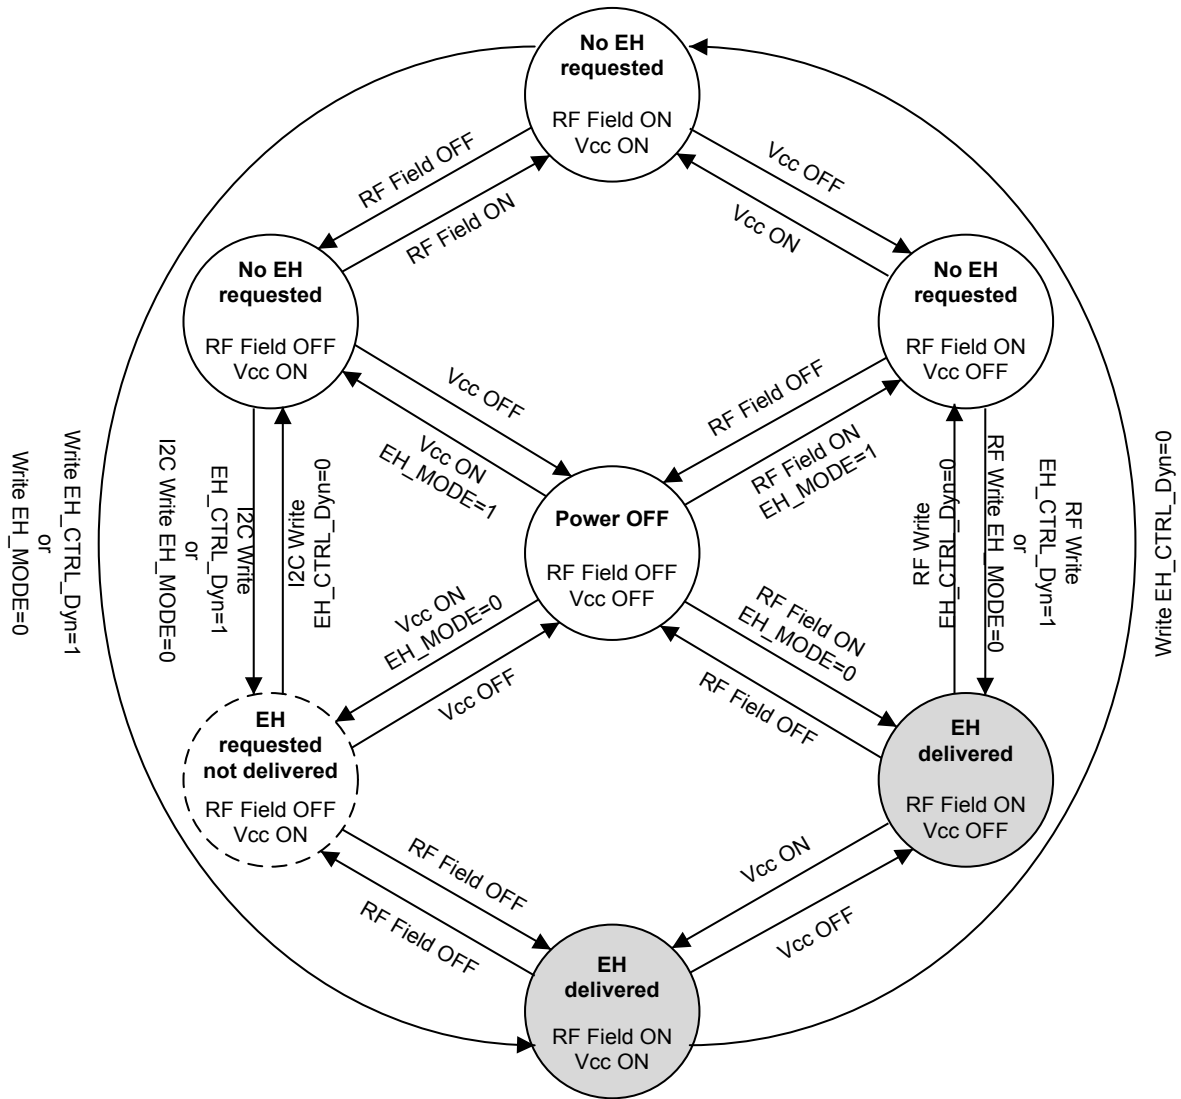 No EH
requested
RF Field ON
Vcc ON
RF Field OFF
RF Field ON
Vcc OFF
Vcc ON
No EH
requested
RF Field OFF
Vcc ON
No EH
requested
RF Field ON
Vcc OFF
Vcc OFF
Vcc ON
EH_MODE=1
RF Field OFF
RF Field ON
EH_MODE=1
Power OFF
RF Field OFF
Vcc OFF
Write EH_CTRL_Dyn=1
or
Write EH_MODE=0
I2C Write
EH_CTRL_Dyn=1
or
I2C Write EH_MODE=0
I2C Write
EH_CTRL_Dyn=0
RF Write
EH_CTRL_Dyn=0
RF Write
EH_CTRL_Dyn=1
or
RF Write EH_MODE=0
Write EH_CTRL_Dyn=0
Vcc ON
EH_MODE=0
Vcc OFF
RF Field ON
EH_MODE=0
RF Field OFF
EH
requested
not delivered
RF Field OFF
Vcc ON
EH
delivered
RF Field ON
Vcc OFF
RF Field OFF
RF Field OFF
Vcc ON
Vcc OFF
EH
delivered
RF Field ON
Vcc ON